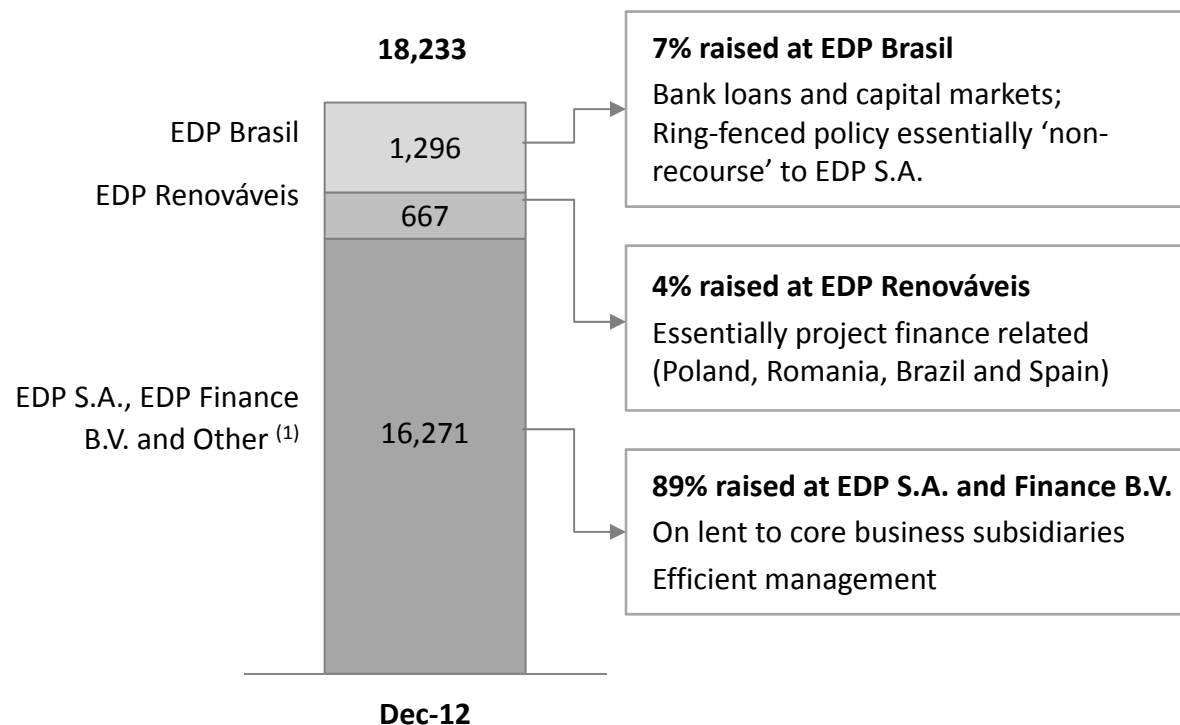 18,233
EDP Brasil
1,296
EDP Renováveis
667
EDP S.A., EDP Finance
B.V. and Other (1)
16,271
Dec-12
7% raised at EDP Brasil
Bank loans and capital markets;
Ring-fenced policy essentially ‘non-
recourse’ to EDP S.A.
4% raised at EDP Renováveis
Essentially project finance related
(Poland, Romania, Brazil and Spain)
89% raised at EDP S.A. and Finance B.V.
On lent to core business subsidiaries
Efficient management